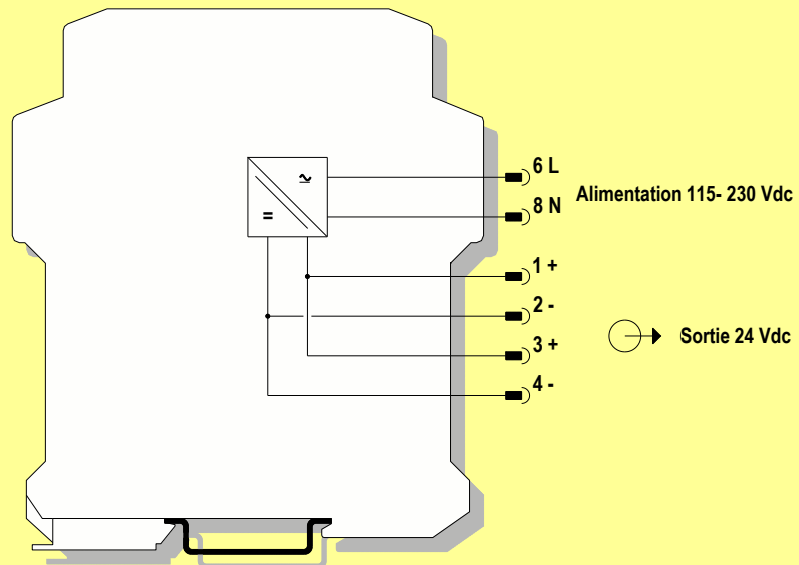 6 L
8 N
Alimentation 115- 230 Vdc
1 +
2 -
3 +
4 -
Sortie 24 Vdc